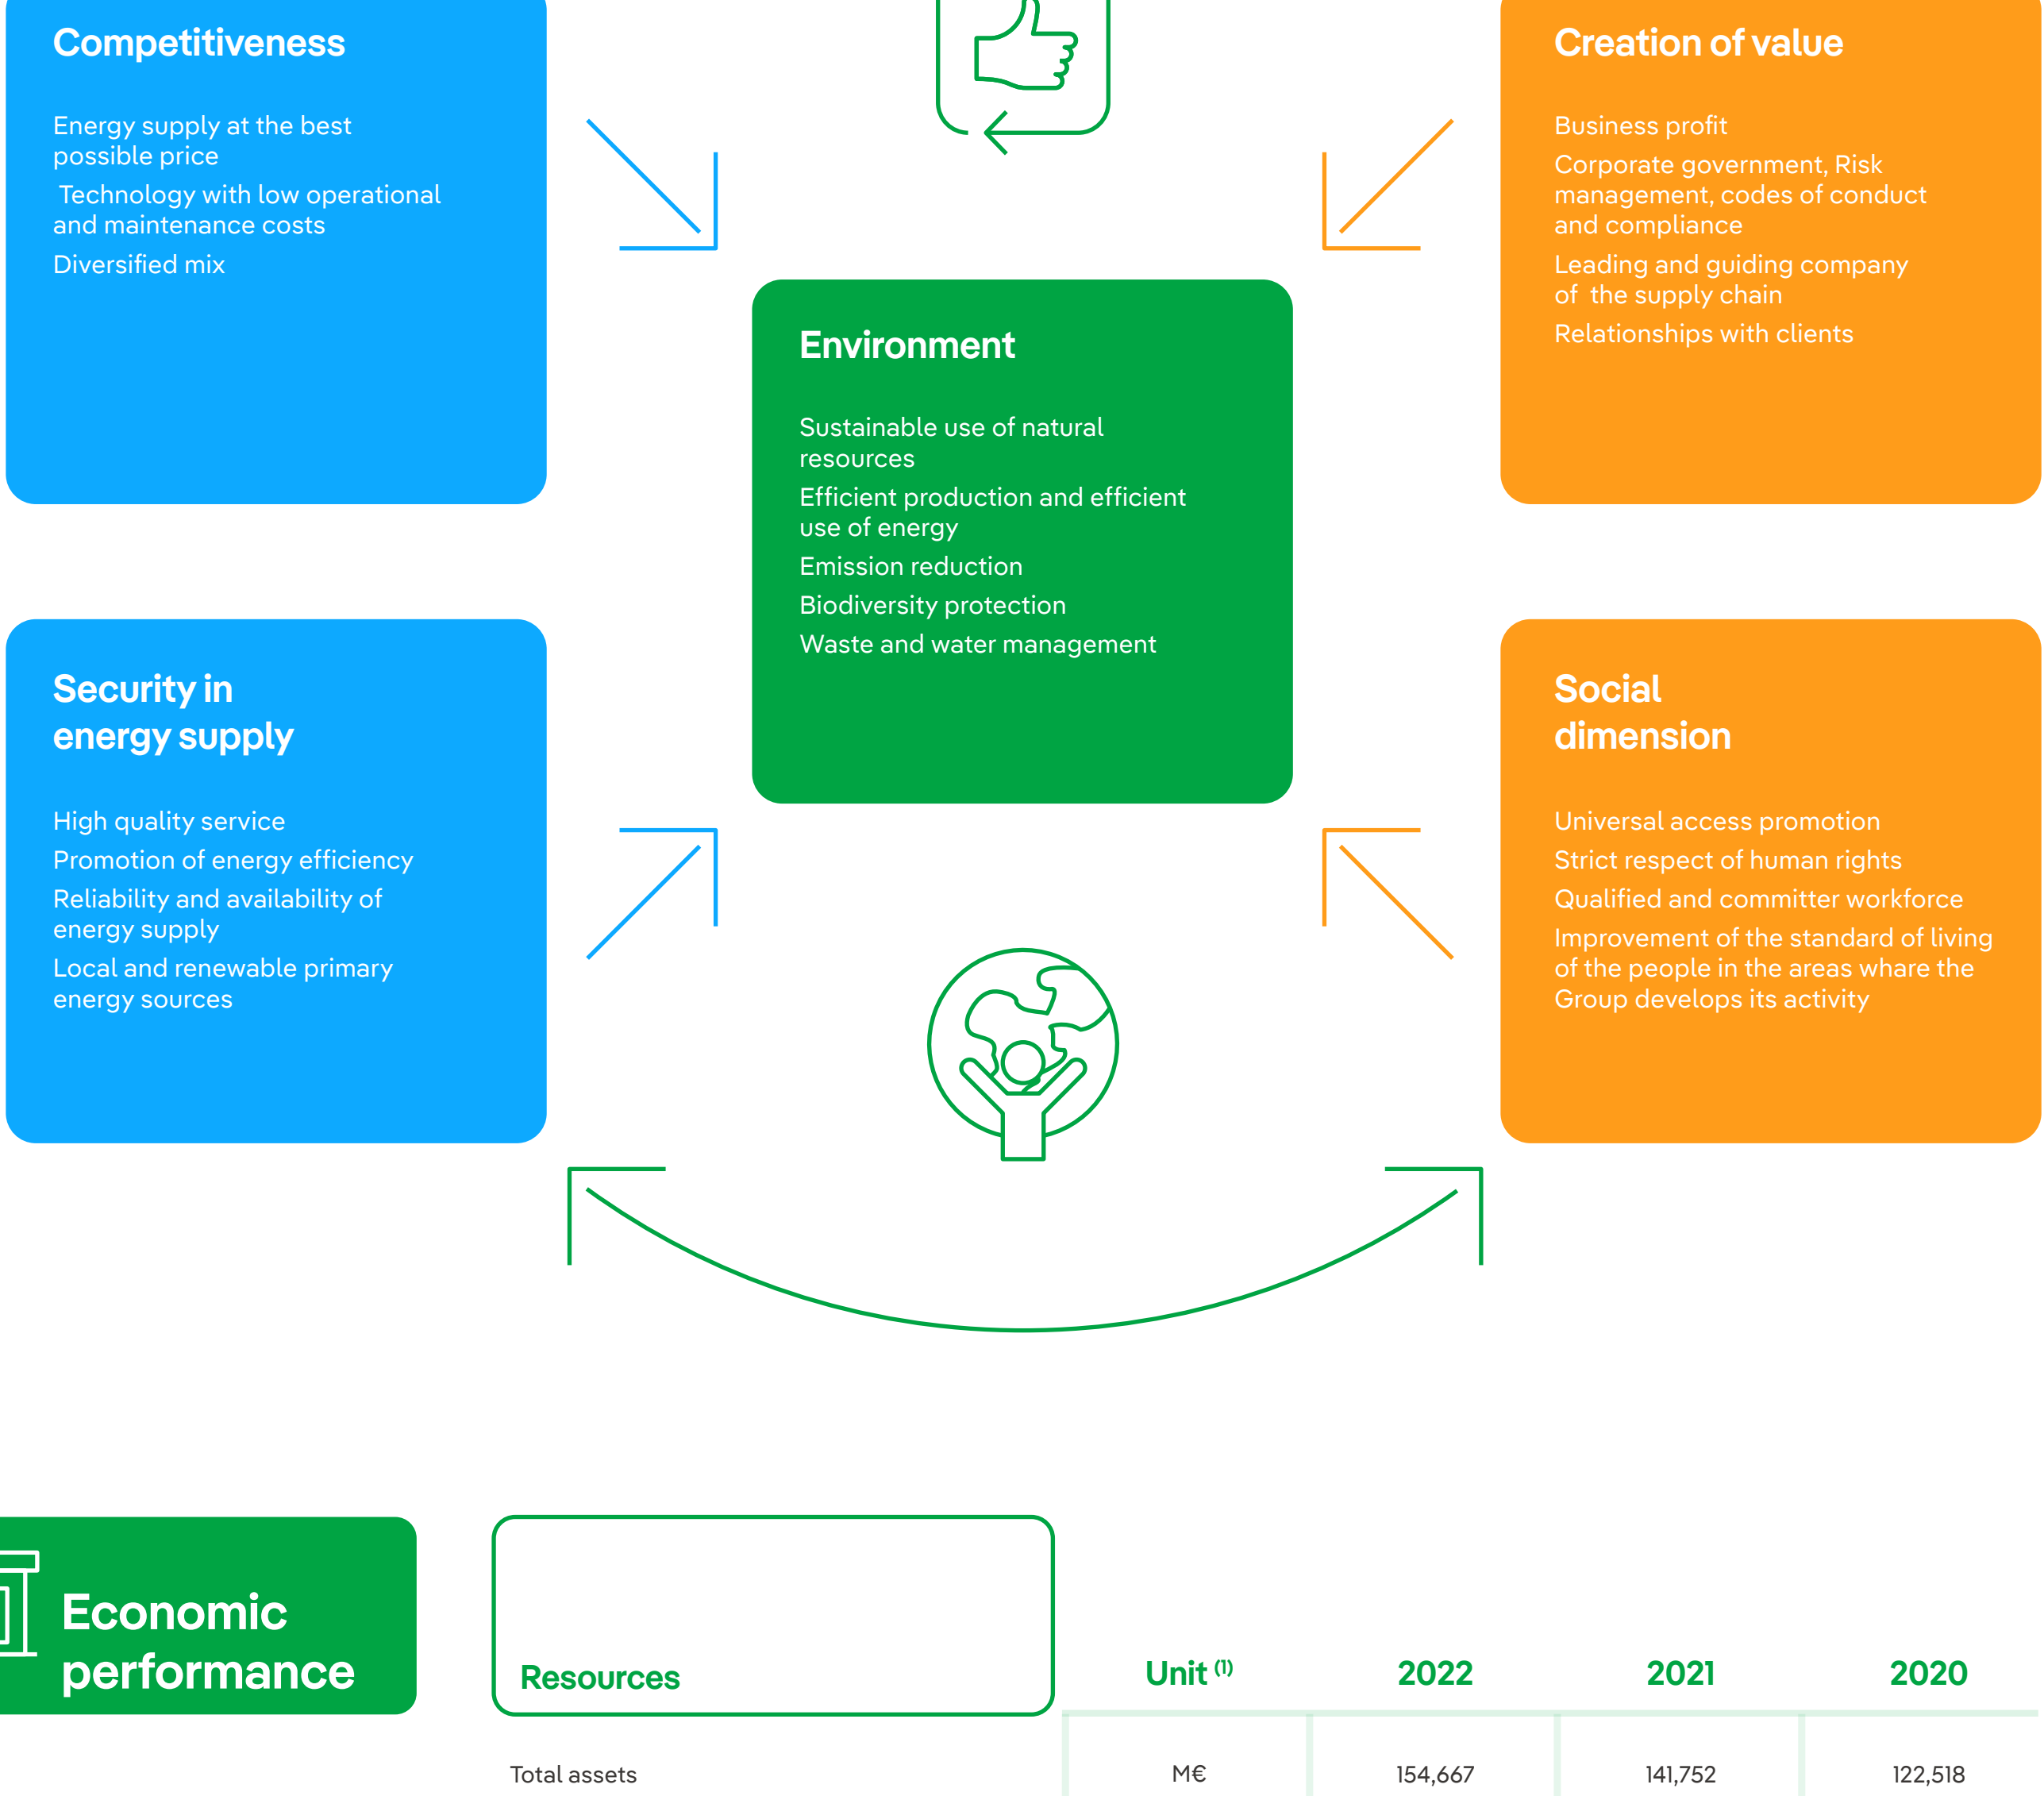 Competitiveness
Energy supply at the best
possible price
Technology with low operational
and maintenance costs
Diversified mix
Creation of value
Business profit
Corporate government, Risk
management, codes of conduct
and compliance
Leading and guiding company
of the supply chain
Relationships with clients
Environment
Sustainable use of natural
resources
Efficient production and efficient
use of energy
Emission reduction
Biodiversity protection
Waste and water management
Security in
energy supply
High quality service
Promotion of energy efficiency
Reliability and availability of
energy supply
Local and renewable primary
energy sources
Social
dimension
Universal access promotion
Strict respect of human rights
Qualified and committer workforce
Improvement of the standard of living
of the people in the areas whare the
Group develops its activity
Economic
performance
Resources
Unit (1) 2022 2021 2020
Total assets M€ 154,667 141,752 122,518